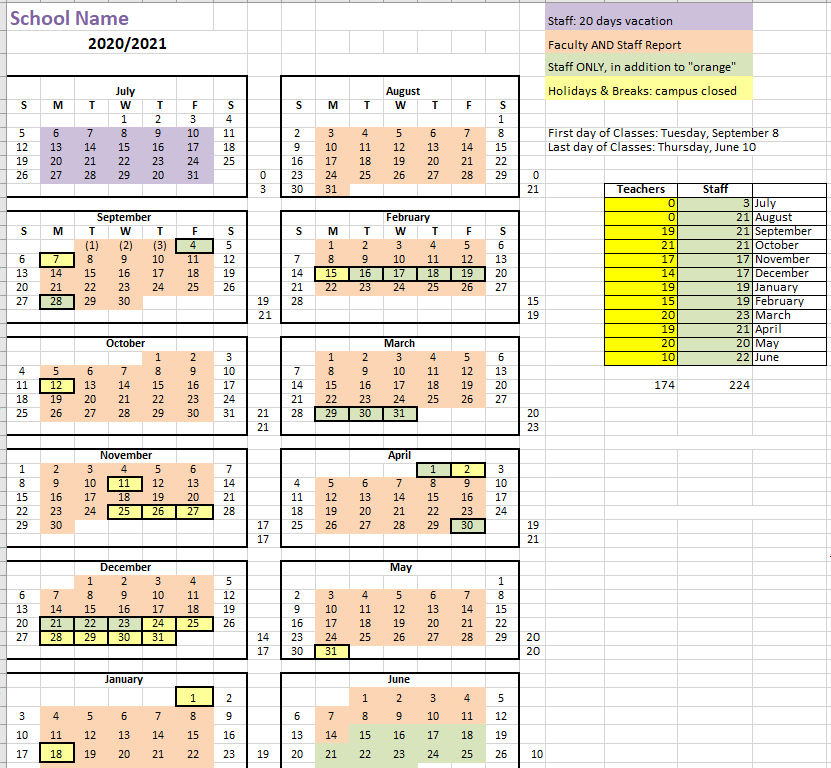 School Name
2020/2021
Staff: 20 days vacation
Faculty AND Staff Report
Staff ONLY, in addition to "orange"
Holidays & Breaks: campus closed
First day of Classes: Tuesday, September 8
Last day of Classes: Thursday, June 10
July
S M T W T F S
1 2 3 4
5 6 7 8 9 10 11
12 13 14 15 16 17 18
19 20 21 22 23 24 25
26 27 28 29 20 31 0
3
August
S M T W T F S
1
2 3 4 5 6 7 8
9 10 11 12 13 14 15
16 17 18 19 20 21 22
23 24 25 26 27 28 29 0
30 31 21
September
S M T W T F S
(1) (2) (3) 4 5
6 7 8 9 10 11 12
13 14 15 16 17 18 19
20 21 22 23 24 25 26
27 28 29 30 19
21
February
S M T W T F S
1 2 3 4 5 6
7 8 9 10 11 12 13
14 15 16 17 18 19 20
21 22 23 24 25 26 27
28 15
19
October
1 2 3
4 5 6 7 8 9 10
11 12 13 14 15 16 17
18 19 20 21 22 23 24
25 26 27 28 29 30 31 21
21
March
1 2 3 4 5 6
7 8 9 10 11 12 13
14 15 16 17 18 19 20
21 22 23 24 25 26 27
28 29 30 31 20
23
November
1 2 3 4 5 6 7
8 9 10 11 12 13 14
15 16 17 18 19 20 21
22 23 24 25 26 27 28
29 30 17
17
April
1 2 3
4 5 6 7 8 9 10
11 12 13 14 15 16 17
18 19 20 21 22 23 24
25 26 27 28 29 30 19
21
December
1 2 3 4 5
6 7 8 9 10 11 12
13 14 15 16 17 18 19
20 21 22 23 24 25 26
27 28 29 30 31 14
17
May
1
2 3 4 5 6 7 8
9 10 11 12 13 14 15
16 17 18 19 20 21 22
23 24 25 26 27 28 29 20
30 31 20
January
1 2
3 4 5 6 7 8 9
10 11 12 13 14 15 16
17 18 19 20 21 22 23 19
June
1 2 3 4 5
6 7 8 9 10 11 12
13 14 15 16 17 18 19
20 21 22 23 24 25 26 10
Teachers Staff
0 3 July
0 21 August
19 21 September
21 21 October
17 17 November
14 17 December
19 19 January
15 19 February
20 23 March
19 21 April
20 20 May
10 22 June
174 224